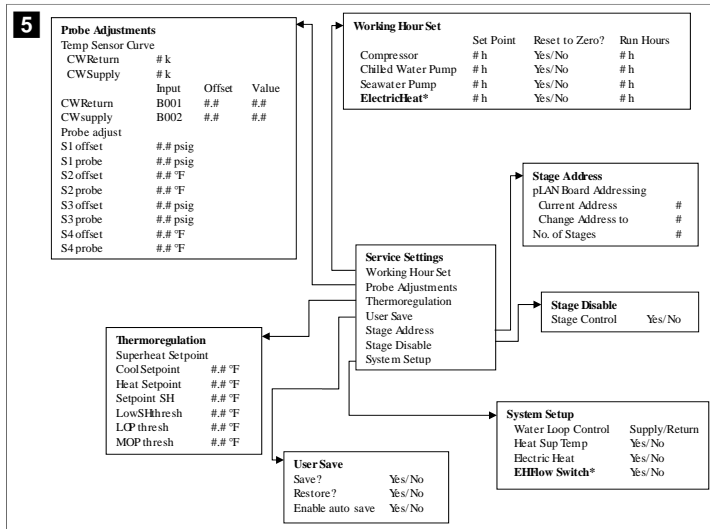 5
Probe Adjustments
Temp Sensor Curve
CWReturn # k
CWSupply # k
Input Offset Value
CWReturn B001 #.# #.#
CWsupply B002 #.# #.#
Probe adjust
S1 offset #.# psig
S1 probe #.# psig
S2 offset #.# °F
S2 probe #.# °F
S3 offset #.# psig
S3 probe #.# psig
S4 offset #.# °F
S4 probe #.# °F
Working Hour Set
Set Point Reset to Zero? Run Hours
Compressor # h Yes/No # h
Chilled Water Pump # h Yes/No # h
Seawater Pump # h Yes/No # h
ElectricHeat* # h Yes/No # h
Stage Address
pLAN Board Addressing
Current Address #
Change Address to #
No. of Stages #
Service Settings
Working Hour Set
Probe Adjustments
Thermoregulation
User Save
Stage Address
Stage Disable
System Setup
Stage Disable
Stage Control Yes/No
Thermoregulation
Superheat Setpoint
Cool Setpoint #.# °F
Heat Setpoint #.# °F
Setpoint SH #.# °F
LowSHthresh #.# °F
LOP thresh #.# °F
MOP thresh #.# °F
System Setup
Water Loop Control Supply/Return
Heat Sup Temp Yes/No
Electric Heat Yes/No
EHFlow Switch* Yes/No
User Save
Save? Yes/No
Restore? Yes/No
Enable auto save Yes/No